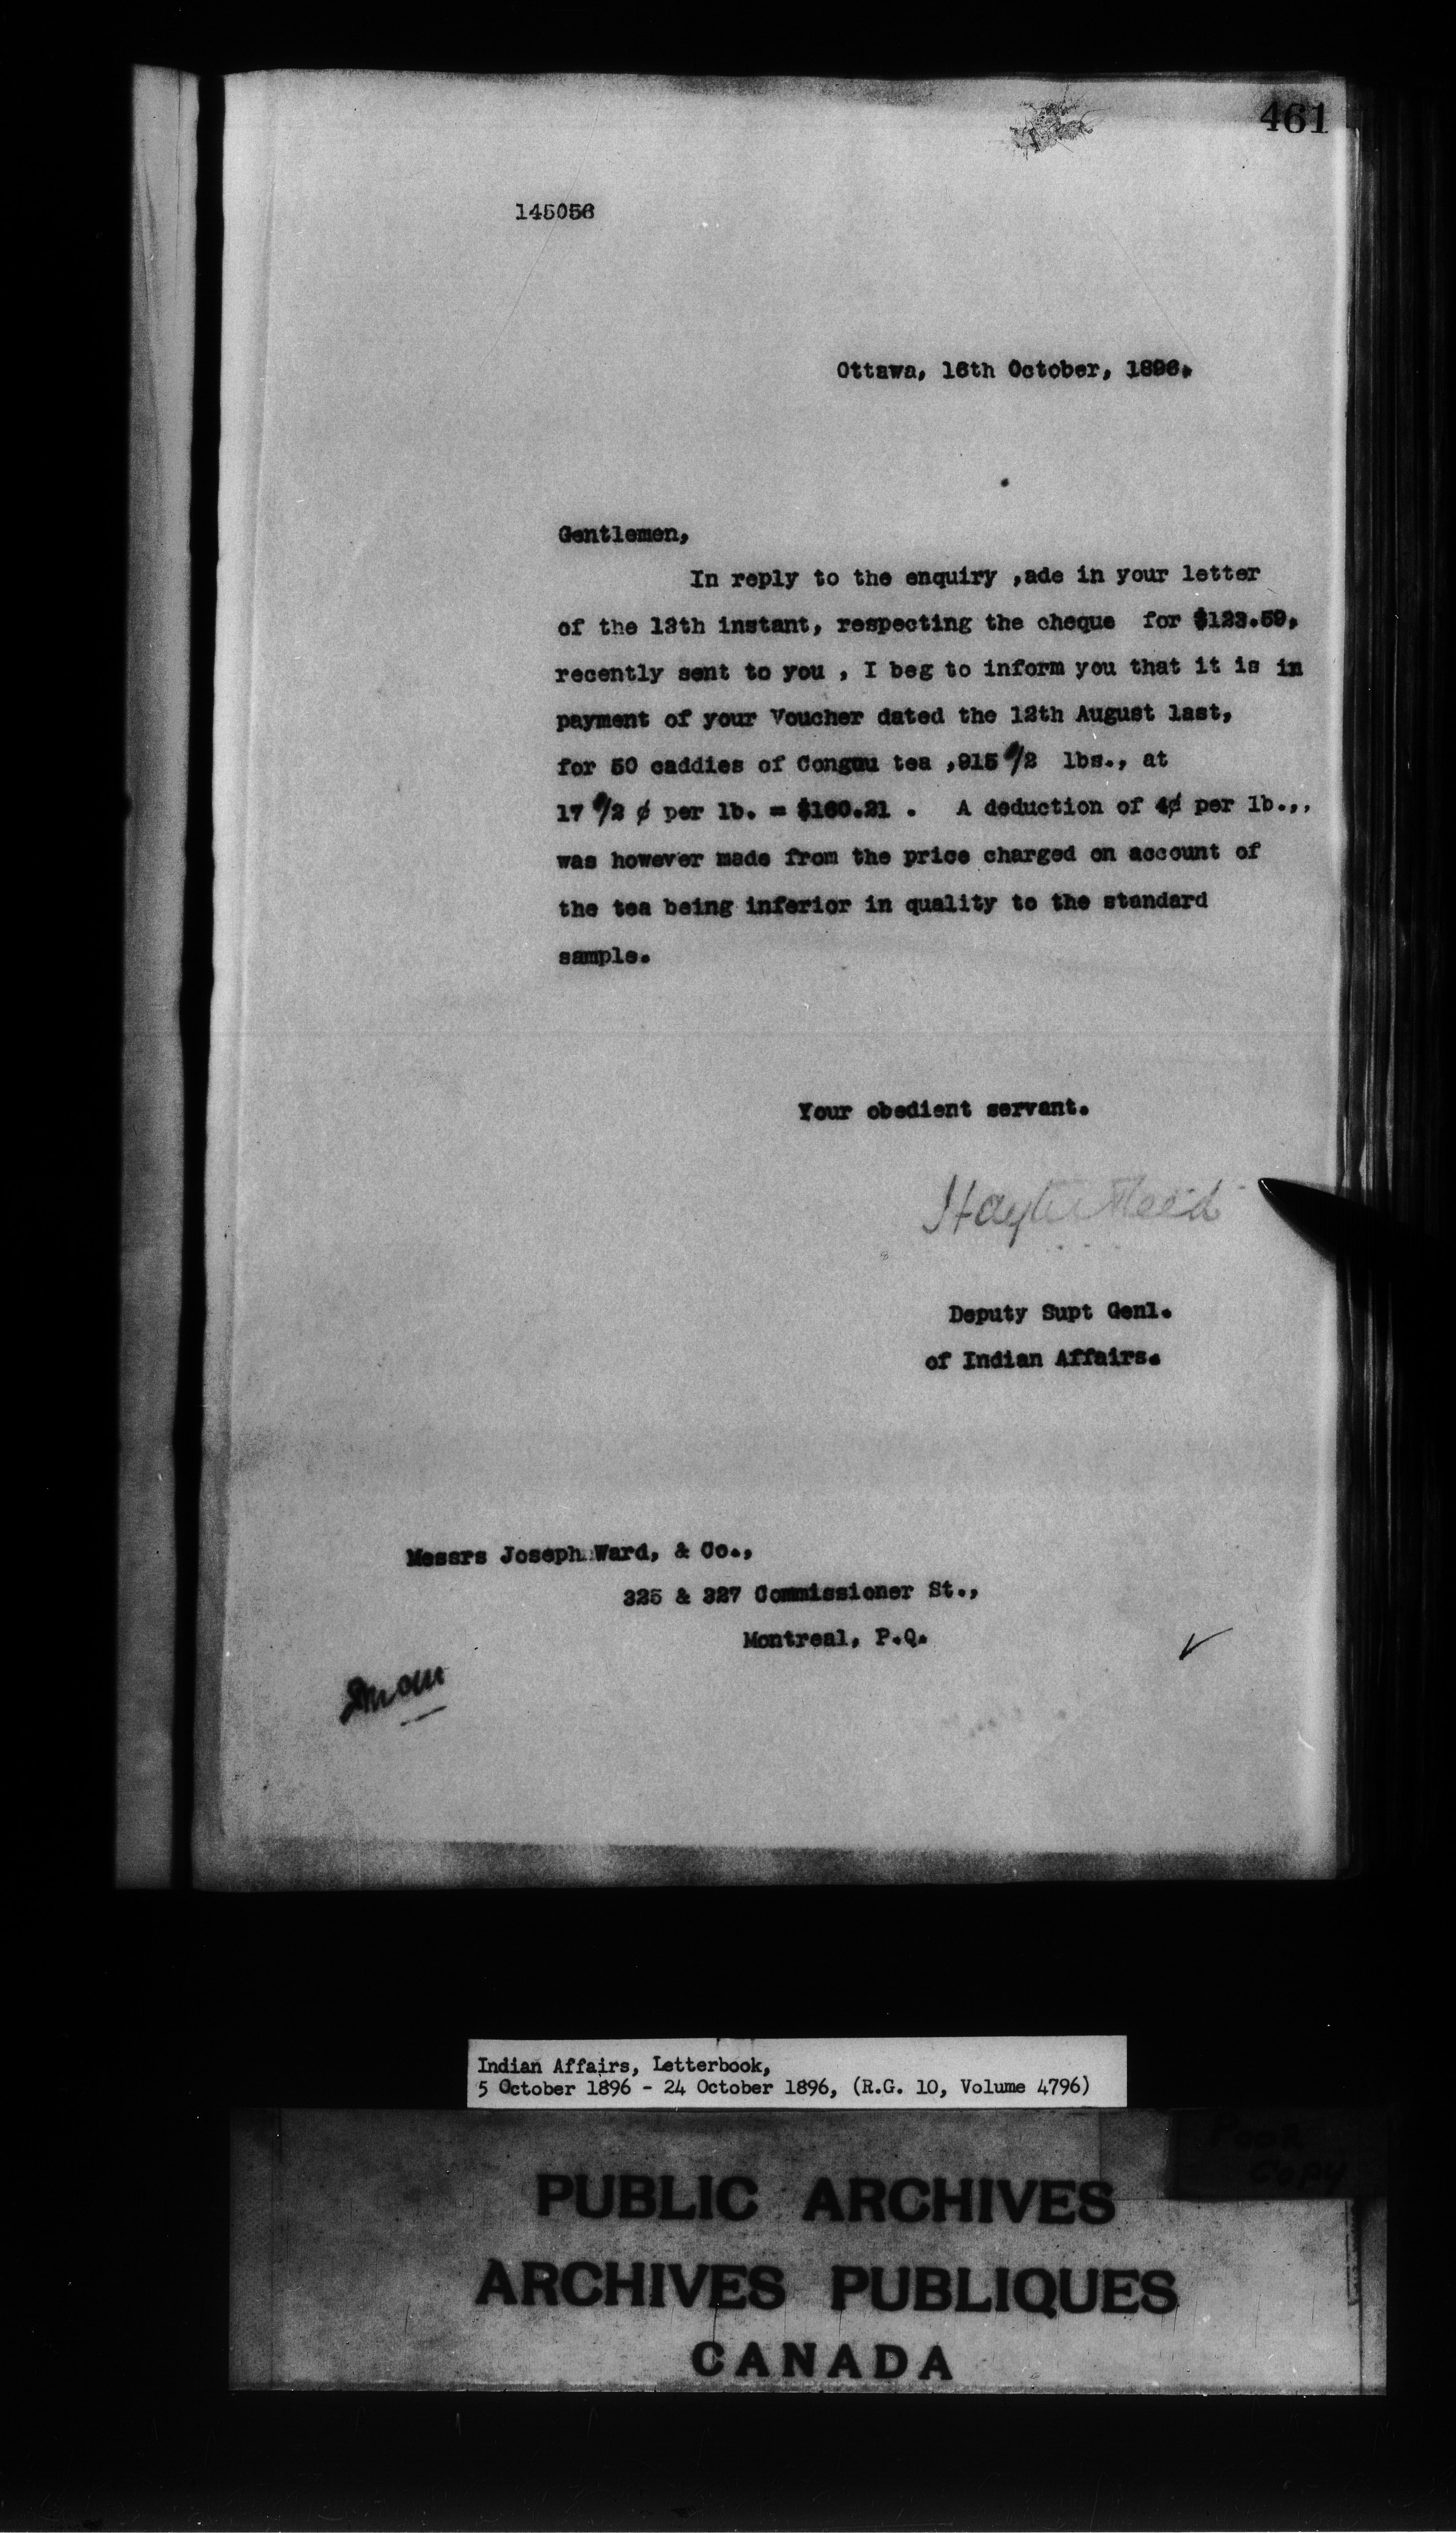 461
145056
Ottawa, 16th October, 1896.
Gentlemen,
In reply to the enquiry ,ade in your letter
of the 13th instant, respecting the cheque for $123.59,
recently sent to you , I beg to inform you that it is in
payment of your Voucher dated the 12th August last,
for 50 caddies of Conguu tea ,915 1/2 lbs., at
17 1/2 ¢ per lb. = $160.21 . A deduction of 4¢ per lb.,,
was however made from the price charged on account of
the tea being inferior in quality to the standard
sample.
Your obedient servant.
Hayter Reed
Deputy Supt Genl.
of Indian Affairs.
Messrs Joseph Ward, & Co.,
325 & 327 Commissioner St.,
Montreal, P.Q.
Indian Affairs, Letterbook,
5 October 1896 - 24 October 1896, (R.G. 10, Volume 4796)
Poor
Copy
PUBLIC ARCHIVES
ARCHIVES PUBLIQUES
CANADA